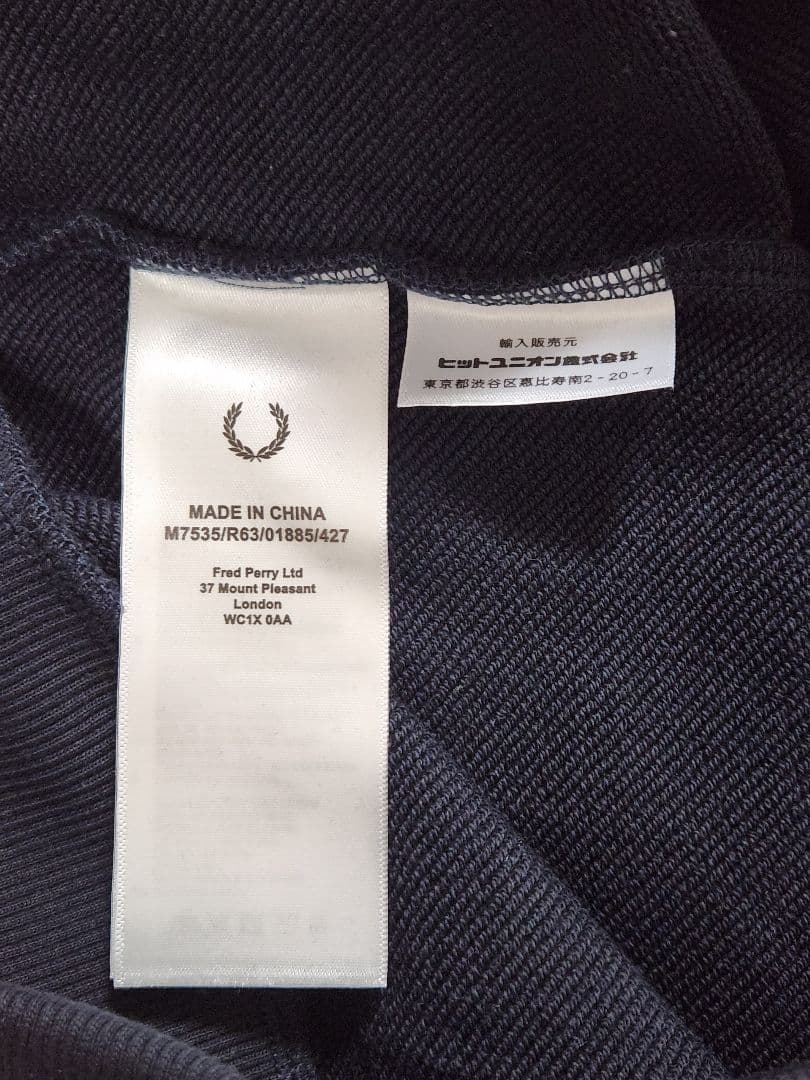 MADE IN CHINA
M7535/R63/01885/427
Fred Perry Ltd
37 Mount Pleasant
London
WC1X 0AA
輸入販売元
ヒットユニオン株式会社
東京都渋谷区恵比寿南2-20-7